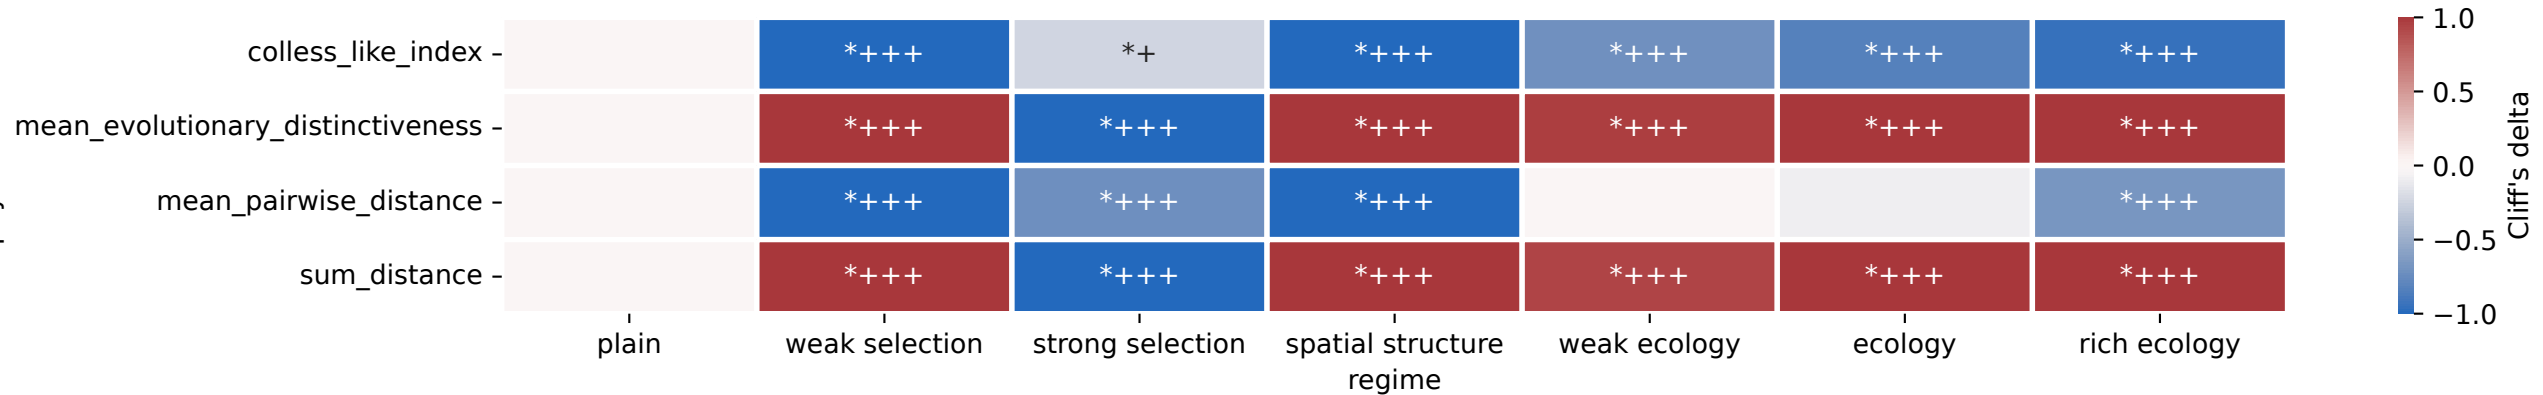 colless_like_index *+++ *+ *+++ *+++ *+++ *+++
mean_evolutionary_distinctiveness *+++ *+++ *+++ *+++ *+++ *+++
mean_pairwise_distance *+++ *+++ *+++ *+++
sum_distance *+++ *+++ *+++ *+++ *+++ *+++
plain weak selection strong selection spatial structure weak ecology ecology rich ecology
regime
1.0
0.5
0.0
−0.5
−1.0
Cliff's delta